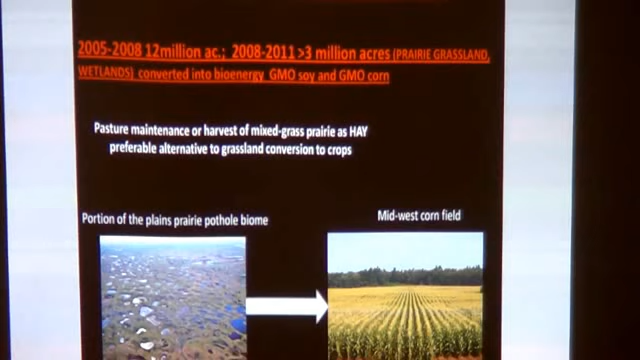 2005-2008 12million ac.; 2008-2011 >3 million acres (PRAIRIE GRASSLAND,
WETLANDS) converted into bioenergy GMO soy and GMO corn
Pasture maintenance or harvest of mixed-grass prairie as HAY
preferable alternative to grassland conversion to crops
Portion of the plains prairie pothole biome
Mid-west corn field